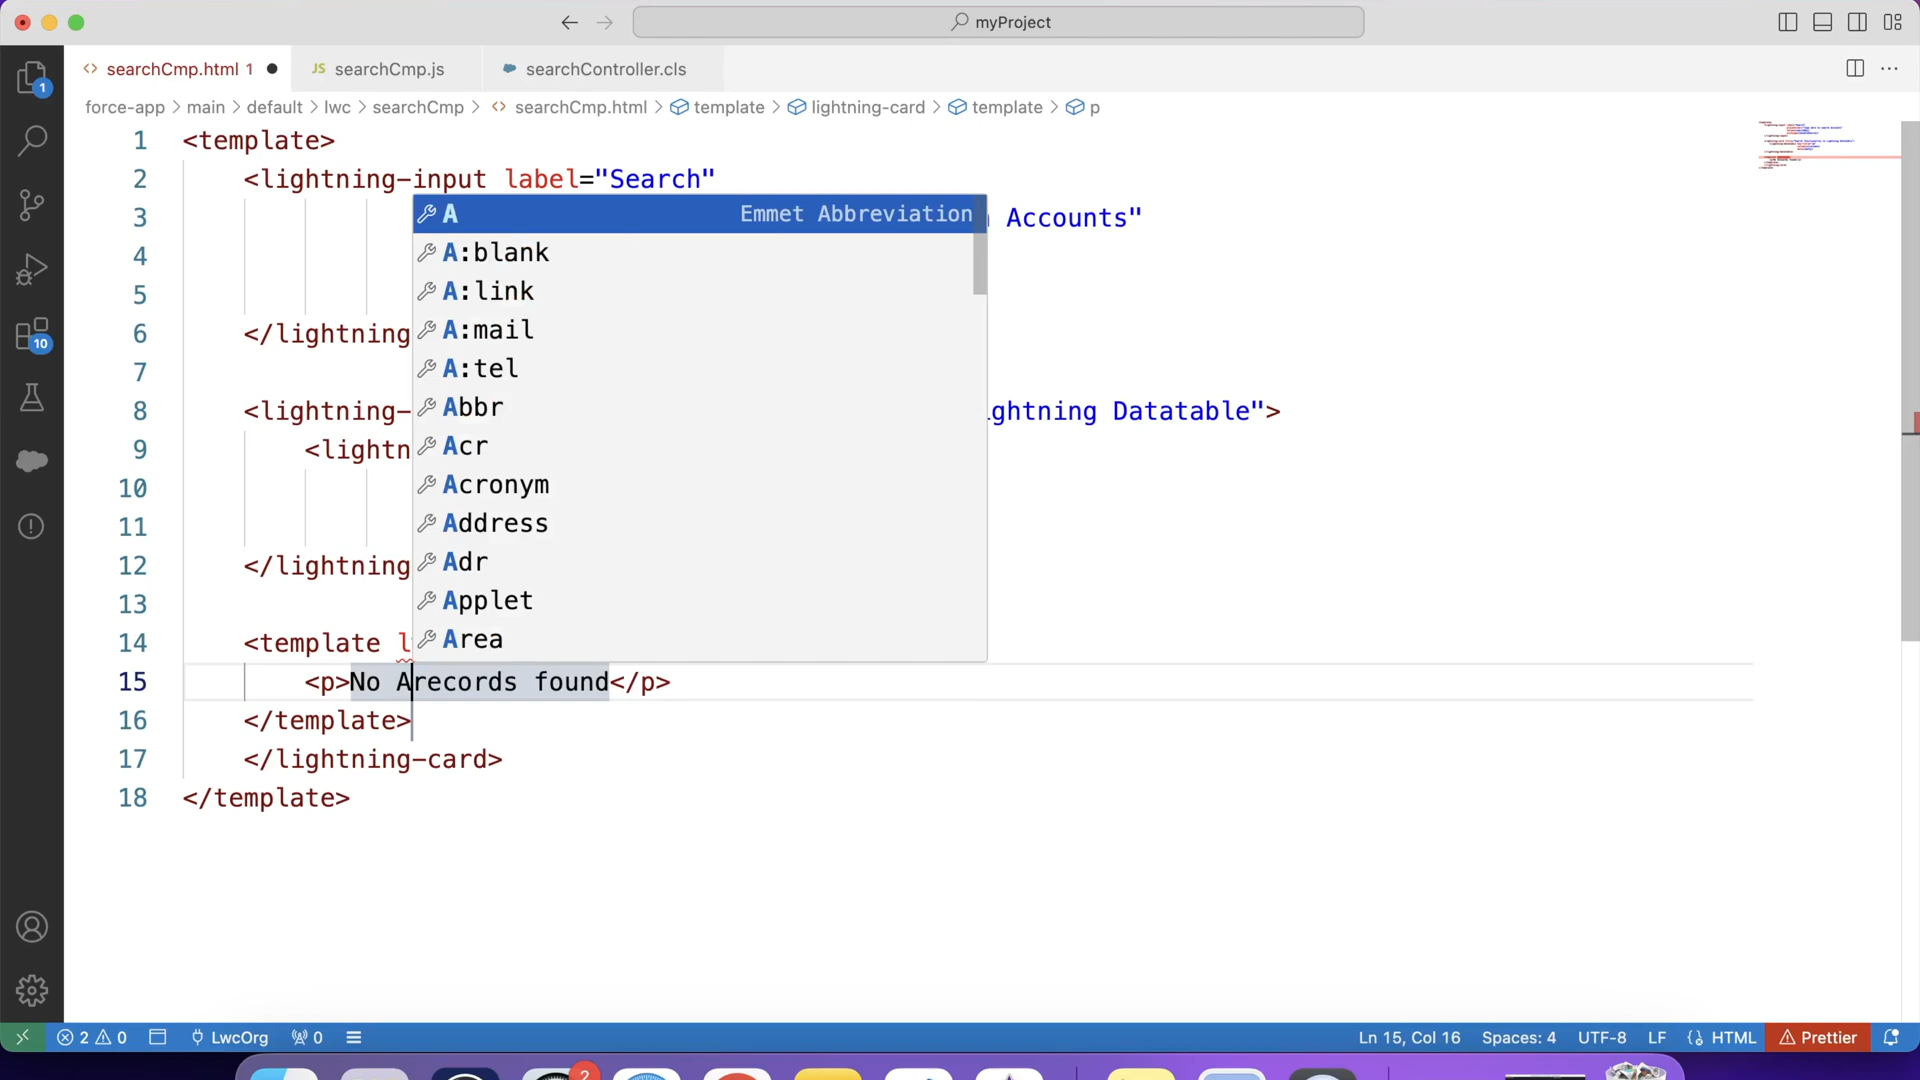 myProject
searchCmp.html 1
JS searchCmp.js
searchController.cls
force-app > main > default > lwc > searchCmp > searchCmp.html > template > lightning-card > template > p
1 <template>
2 <lightning-input label="Search"
3 Accounts"
4
5
6 </lightning
7
8 <lightning- ghtning Datatable">
9 <lightn
10
11
12 </lightning
13
14 <template l
15 <p>No Arecords found</p>
16 </template>
17 </lightning-card>
18 </template>
A Emmet Abbreviation
A:blank
A:link
A:mail
A:tel
Abbr
Acr
Acronym
Address
Adr
Applet
Area
1
10
2 0 LwcOrg 0
Ln 15, Col 16 Spaces: 4 UTF-8 LF HTML Prettier
2